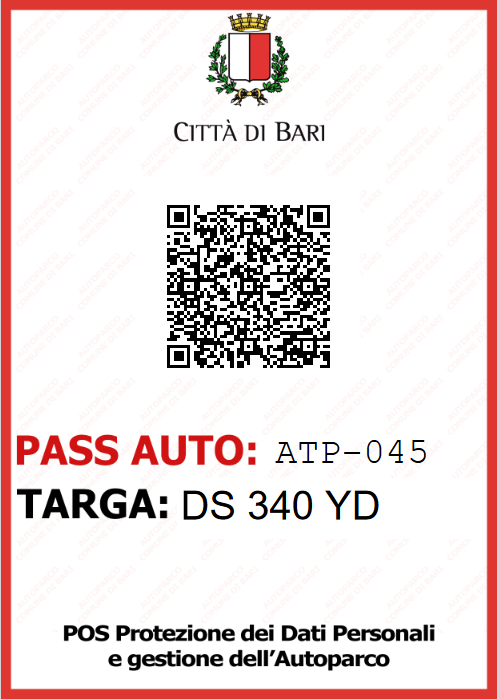 CITTÀ DI BARI
PASS AUTO: ATP-045
TARGA: DS 340 YD
POS Protezione dei Dati Personali
e gestione dell'Autoparco